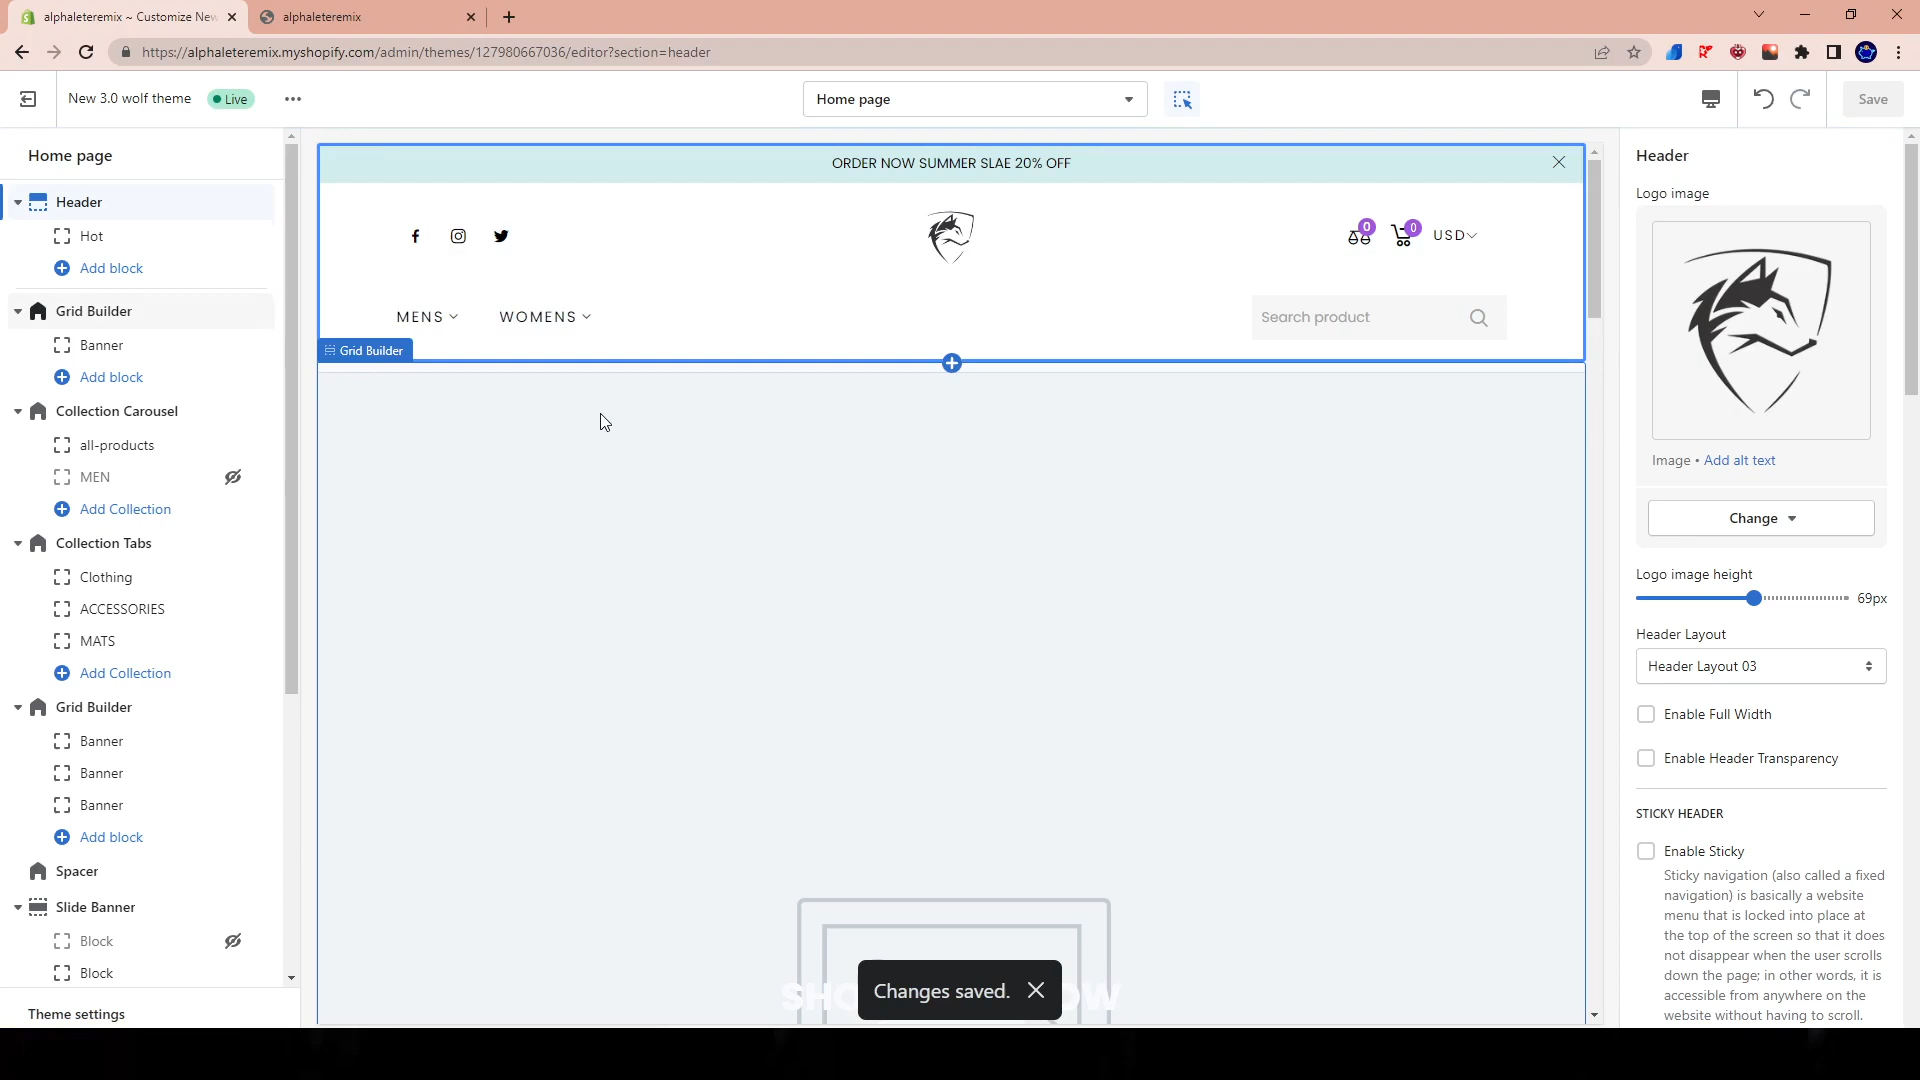 alphaleteremix ~ Customize New
alphaleteremix
https://alphaleteremix.myshopify.com/admin/themes/127980667036/editor?section=header
New 3.0 wolf theme
Live
Home page
Save
Home page
Header
Hot
Add block
Grid Builder
Banner
Add block
Collection Carousel
all-products
MEN
Add Collection
Collection Tabs
Clothing
ACCESSORIES
MATS
Add Collection
Grid Builder
Banner
Banner
Banner
Add block
Spacer
Slide Banner
Block
Block
Theme settings
ORDER NOW SUMMER SLAE 20% OFF
0
0
USD
MENS
WOMENS
Search product
Grid Builder
SHO OW
Changes saved.
Header
Logo image
Image • Add alt text
Change
Logo image height
69px
Header Layout
Header Layout 03
Enable Full Width
Enable Header Transparency
STICKY HEADER
Enable Sticky
Sticky navigation (also called a fixed
navigation) is basically a website
menu that is locked into place at
the top of the screen so that it does
not disappear when the user scrolls
down the page; in other words, it is
accessible from anywhere on the
website without having to scroll.